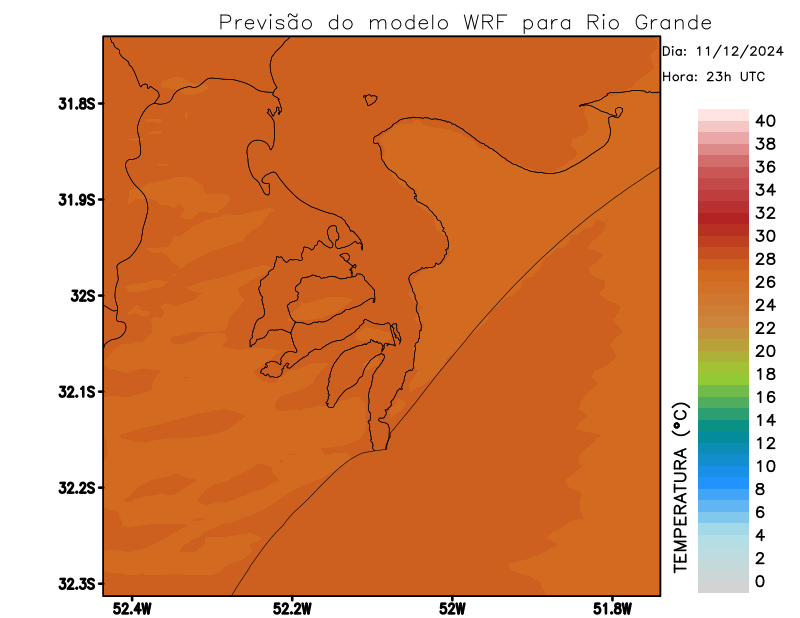 Previsão do modelo WRF para Rio Grande
Dia: 11/12/2024
Hora: 23h UTC
31.8S
31.9S
32S
32.1S
32.2S
32.3S
52.4W
52.2W
52W
51.8W
TEMPERATURA (°C)
40
38
36
34
32
30
28
26
24
22
20
18
16
14
12
10
8
6
4
2
0